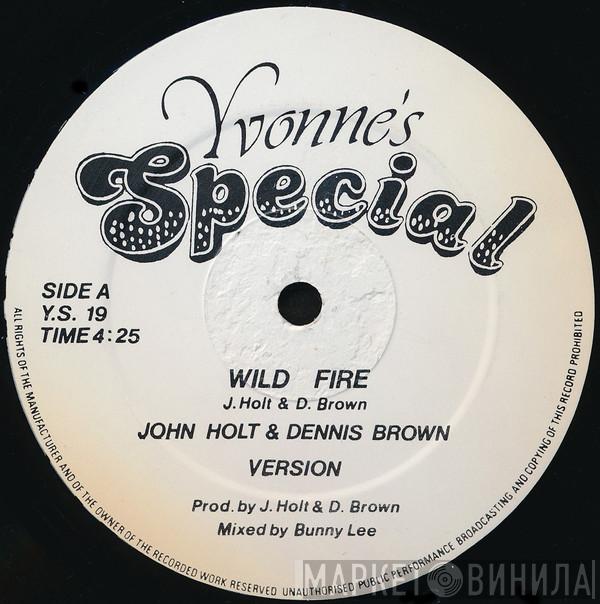 Yvonne's
Special
SIDE A
Y.S. 19
TIME 4:25
WILD FIRE
J. Holt & D. Brown
JOHN HOLT & DENNIS BROWN
VERSION
Prod. by J. Holt & D. Brown
Mixed by Bunny Lee
ALL RIGHTS OF THE MANUFACTURER AND OF THE OWNER OF THE RECORDED WORK RESERVED UNAUTHORISED PUBLIC PERFORMANCE BROADCASTING AND COPYING OF THIS RECORD PROHIBITED
МАРКЕТ ВИНИЛА